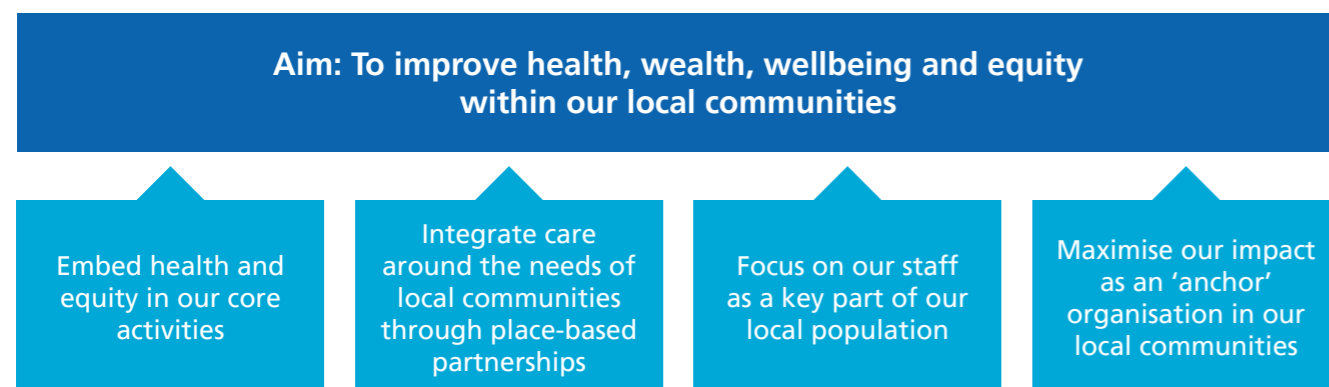 Aim: To improve health, wealth, wellbeing and equity
within our local communities
Embed health and
equity in our core
activities
Integrate care
around the needs of
local communities
through place-based
partnerships
Focus on our staff
as a key part of our
local population
Maximise our impact
as an ‘anchor’
organisation in our
local communities